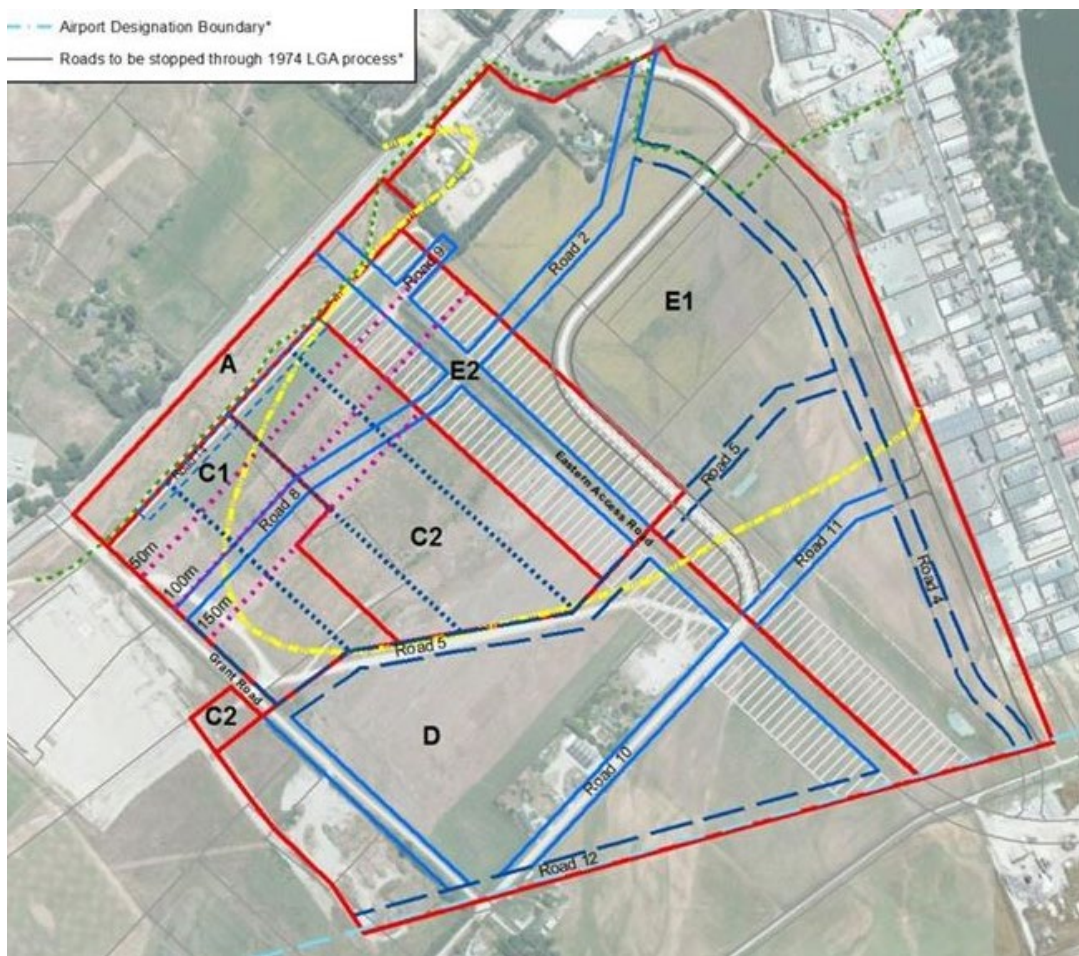 Airport Designation Boundary*
Roads to be stopped through 1974 LGA process*
Road 2
Road 9
E1
A
E2
Road 5
C1
Road 8
Eastern Access Road
C2
Road 11
50m
100m
150m
Road 4
Road 5
Grant Road
C2
D
Road 10
Road 12